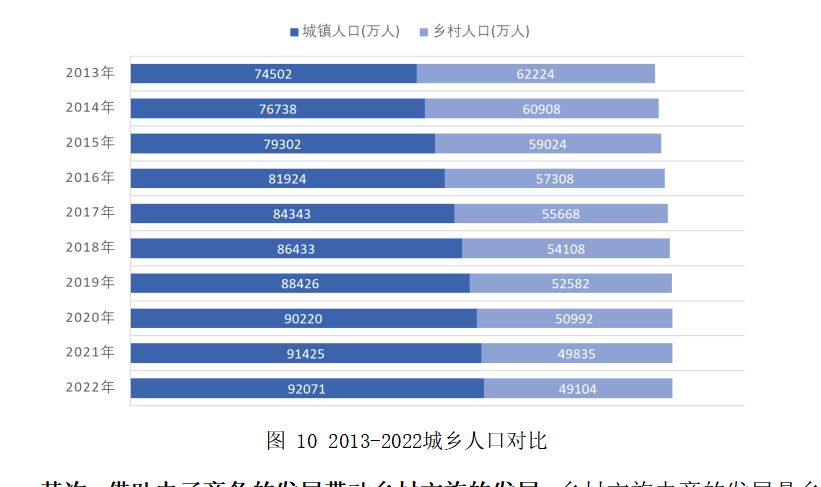 城镇人口(万人) 乡村人口(万人)
2013年 74502 62224
2014年 76738 60908
2015年 79302 59024
2016年 81924 57308
2017年 84343 55668
2018年 86433 54108
2019年 88426 52582
2020年 90220 50992
2021年 91425 49835
2022年 92071 49104
图 10 2013-2022城乡人口对比